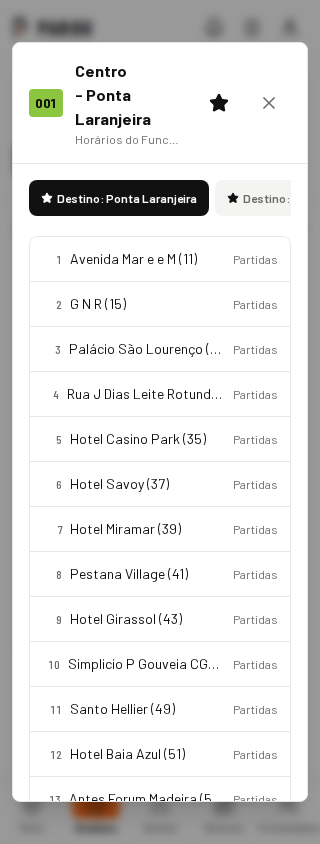 Centro
001
- Ponta
Laranjeira
Horários do Func...
Destino: Ponta Laranjeira
Destino:
1 Avenida Mar e e M (11) Partidas
2 G N R (15) Partidas
3 Palácio São Lourenço (... Partidas
4 Rua J Dias Leite Rotund... Partidas
5 Hotel Casino Park (35) Partidas
6 Hotel Savoy (37) Partidas
7 Hotel Miramar (39) Partidas
8 Pestana Village (41) Partidas
9 Hotel Girassol (43) Partidas
10 Simplicio P Gouveia CG... Partidas
11 Santo Hellier (49) Partidas
12 Hotel Baia Azul (51) Partidas
13 Antes Forum Madeira (5... Partidas